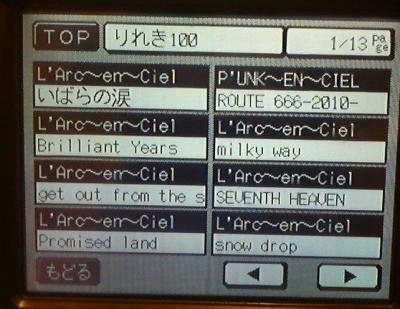 TOP
りれき100
1/13 Page
L'Arc〜en〜Ciel
いばらの涙
P'UNK〜EN〜CIEL
ROUTE 666-2010-
L'Arc〜en〜Ciel
Brilliant Years
L'Arc〜en〜Ciel
milky way
L'Arc〜en〜Ciel
get out from the s
L'Arc〜en〜Ciel
SEVENTH HEAVEN
L'Arc〜en〜Ciel
Promised land
L'Arc〜en〜Ciel
snow drop
もどる
◀
▶